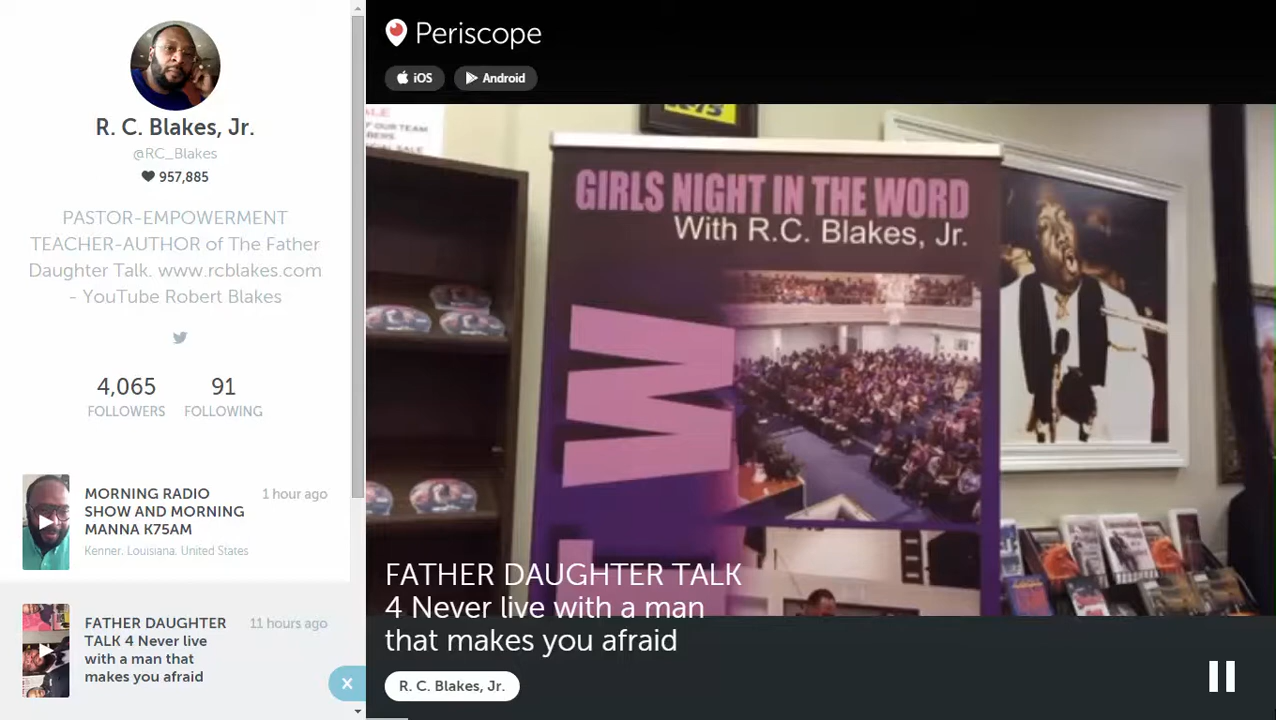 R. C. Blakes, Jr.
@RC_Blakes
957,885
PASTOR-EMPOWERMENT
TEACHER-AUTHOR of The Father
Daughter Talk. www.rcblakes.com
- YouTube Robert Blakes
4,065
91
FOLLOWERS
FOLLOWING
MORNING RADIO
SHOW AND MORNING
MANNA K75AM
1 hour ago
Kenner, Louisiana, United States
FATHER DAUGHTER
TALK 4 Never live
with a man that
makes you afraid
11 hours ago
Periscope
iOS
Android
OF OUR TEAM
GIRLS NIGHT IN THE WORD
With R.C. Blakes, Jr.
W
FATHER DAUGHTER TALK
4 Never live with a man
that makes you afraid
R. C. Blakes, Jr.